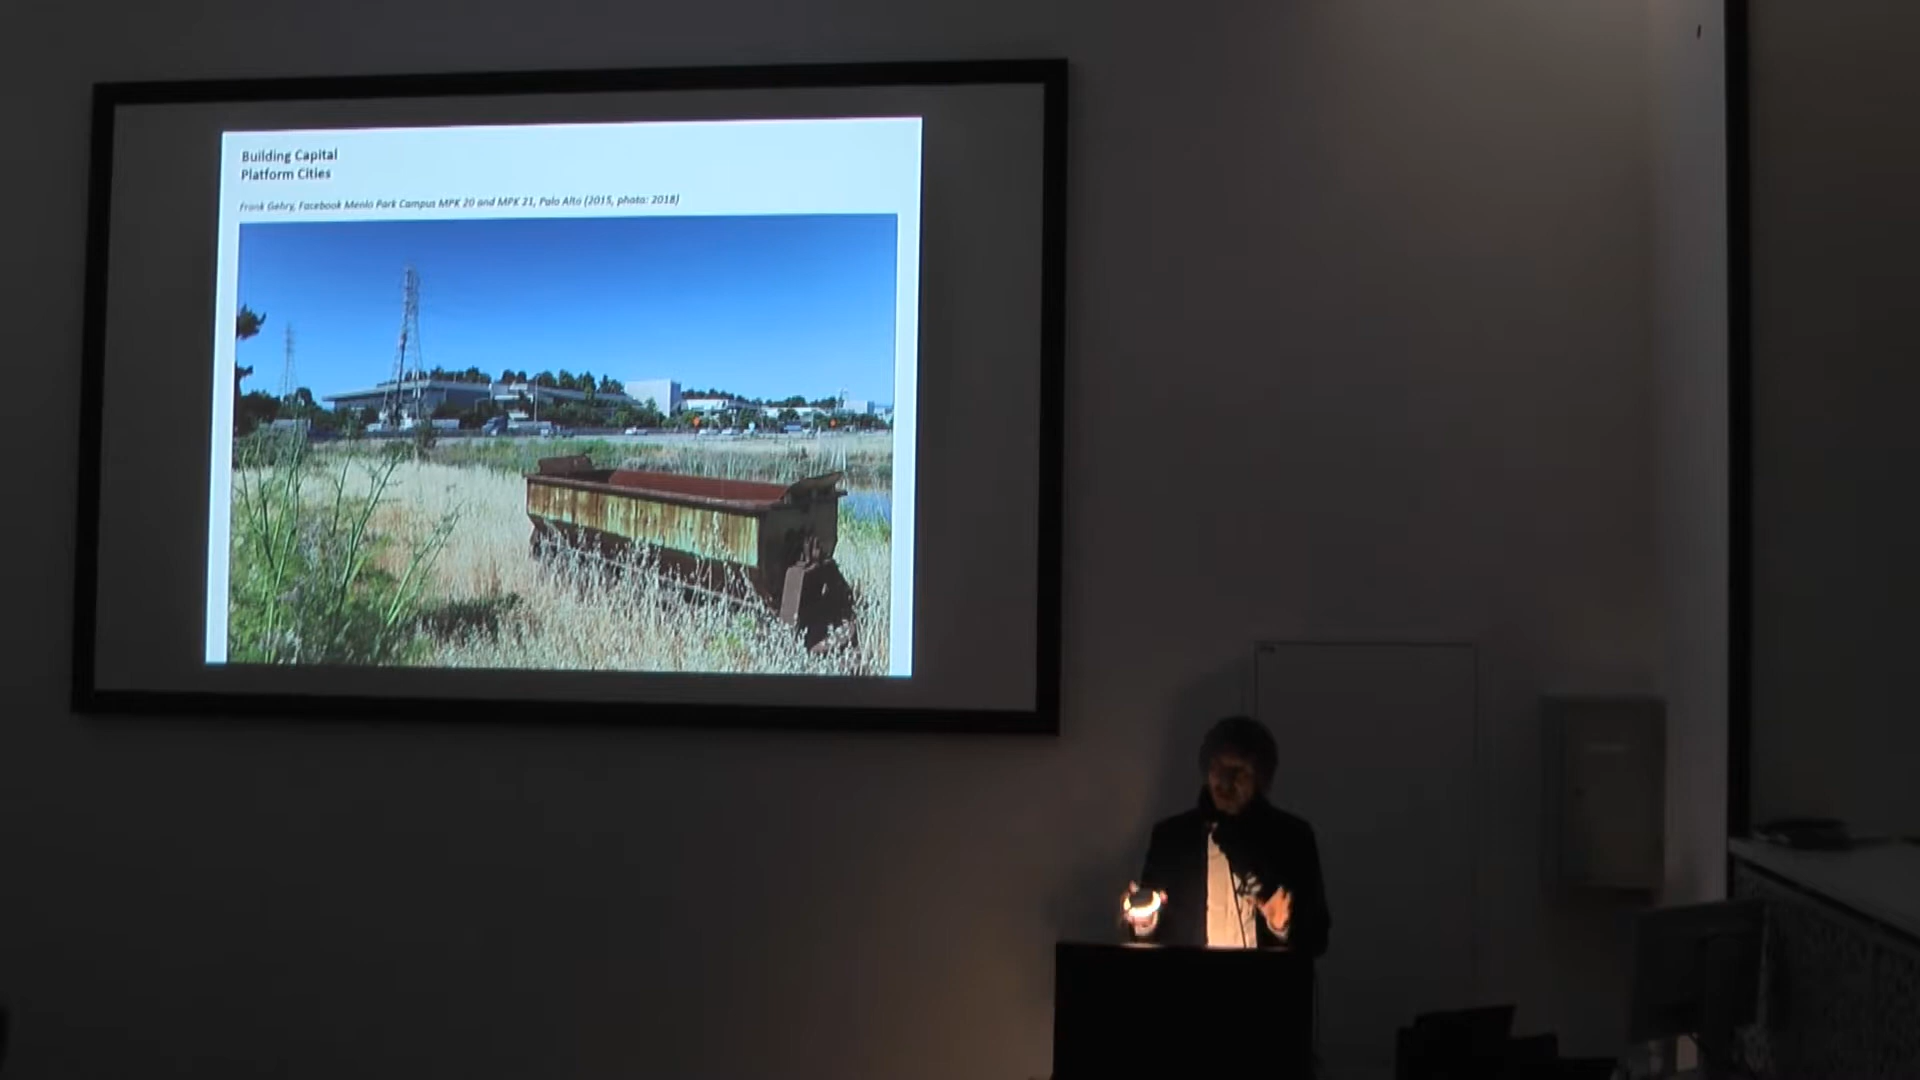 Building Capital
Platform Cities
Frank Gehry, Facebook Menlo Park Campus MPK 20 and MPK 21, Palo Alto (2015, photo: 2018)